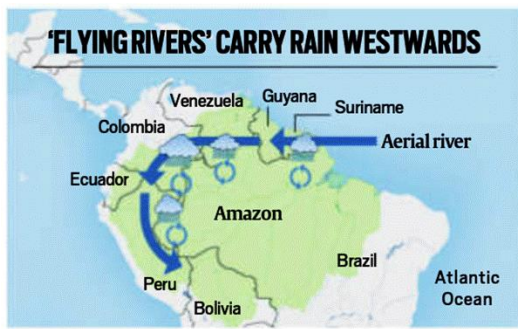 'FLYING RIVERS' CARRY RAIN WESTWARDS
Venezuela
Guyana
Suriname
Colombia
Aerial river
Ecuador
Amazon
Brazil
Peru
Bolivia
Atlantic
Ocean